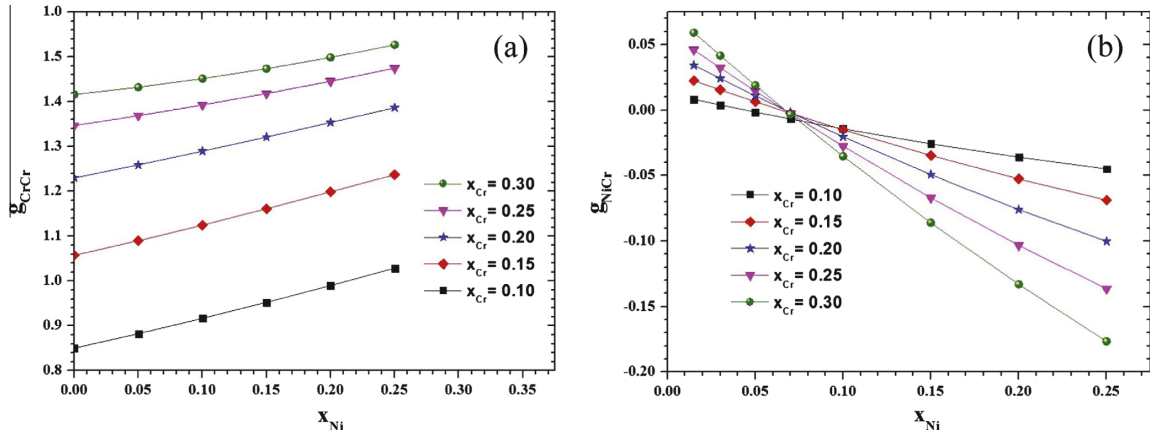 (a)
1.6
1.5
1.4
1.3
1.2
1.1
1.0
0.9
0.8
g_CrCr
0.00 0.05 0.10 0.15 0.20 0.25 0.30 0.35
x_Ni
x_Cr = 0.30
x_Cr = 0.25
x_Cr = 0.20
x_Cr = 0.15
x_Cr = 0.10
(b)
0.05
0.00
-0.05
-0.10
-0.15
-0.20
g_NiCr
0.00 0.05 0.10 0.15 0.20 0.25
x_Ni
x_Cr = 0.10
x_Cr = 0.15
x_Cr = 0.20
x_Cr = 0.25
x_Cr = 0.30